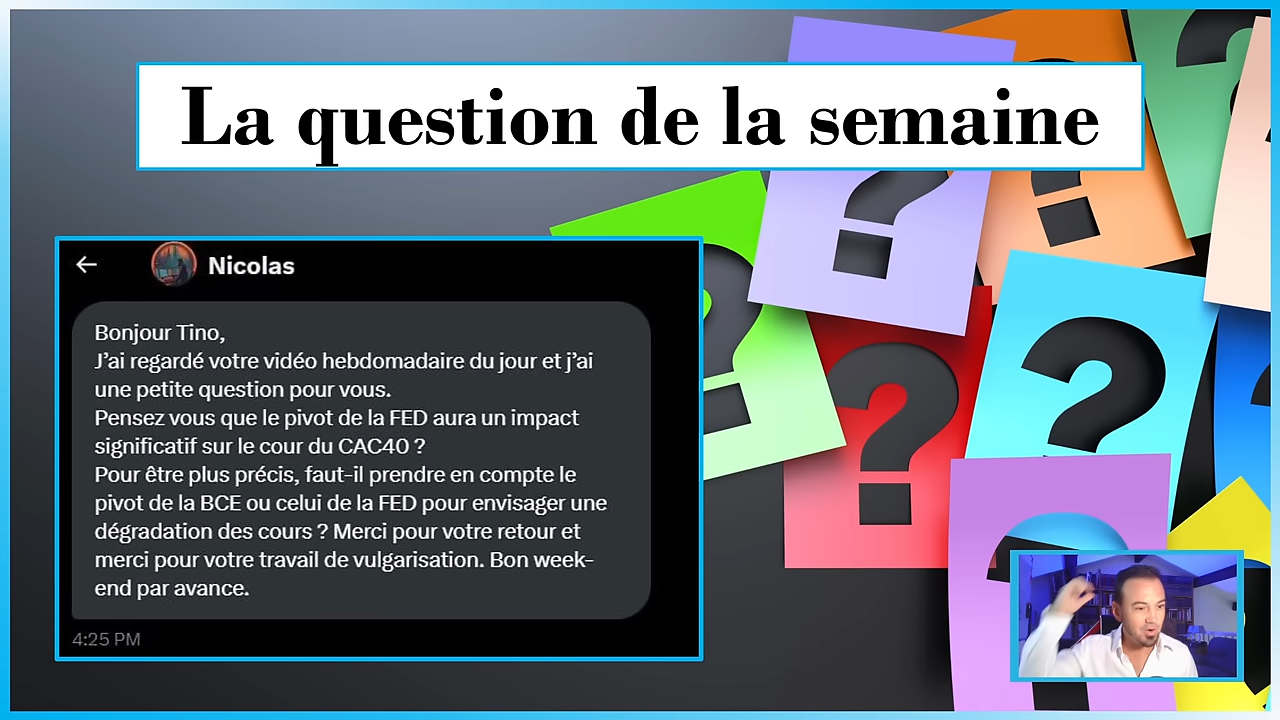 La question de la semaine
Nicolas
Bonjour Tino,
J'ai regardé votre vidéo hebdomadaire du jour et j'ai
une petite question pour vous.
Pensez vous que le pivot de la FED aura un impact
significatif sur le cour du CAC40 ?
Pour être plus précis, faut-il prendre en compte le
pivot de la BCE ou celui de la FED pour envisager une
dégradation des cours ? Merci pour votre retour et
merci pour votre travail de vulgarisation. Bon week-
end par avance.
4:25 PM